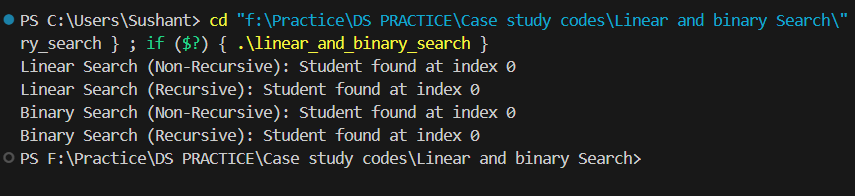 PS C:\Users\Sushant> cd "f:\Practice\DS PRACTICE\Case study codes\Linear and binary Search\"
ry_search } ; if ($?) { .\linear_and_binary_search }
Linear Search (Non-Recursive): Student found at index 0
Linear Search (Recursive): Student found at index 0
Binary Search (Non-Recursive): Student found at index 0
Binary Search (Recursive): Student found at index 0
PS F:\Practice\DS PRACTICE\Case study codes\Linear and binary Search>